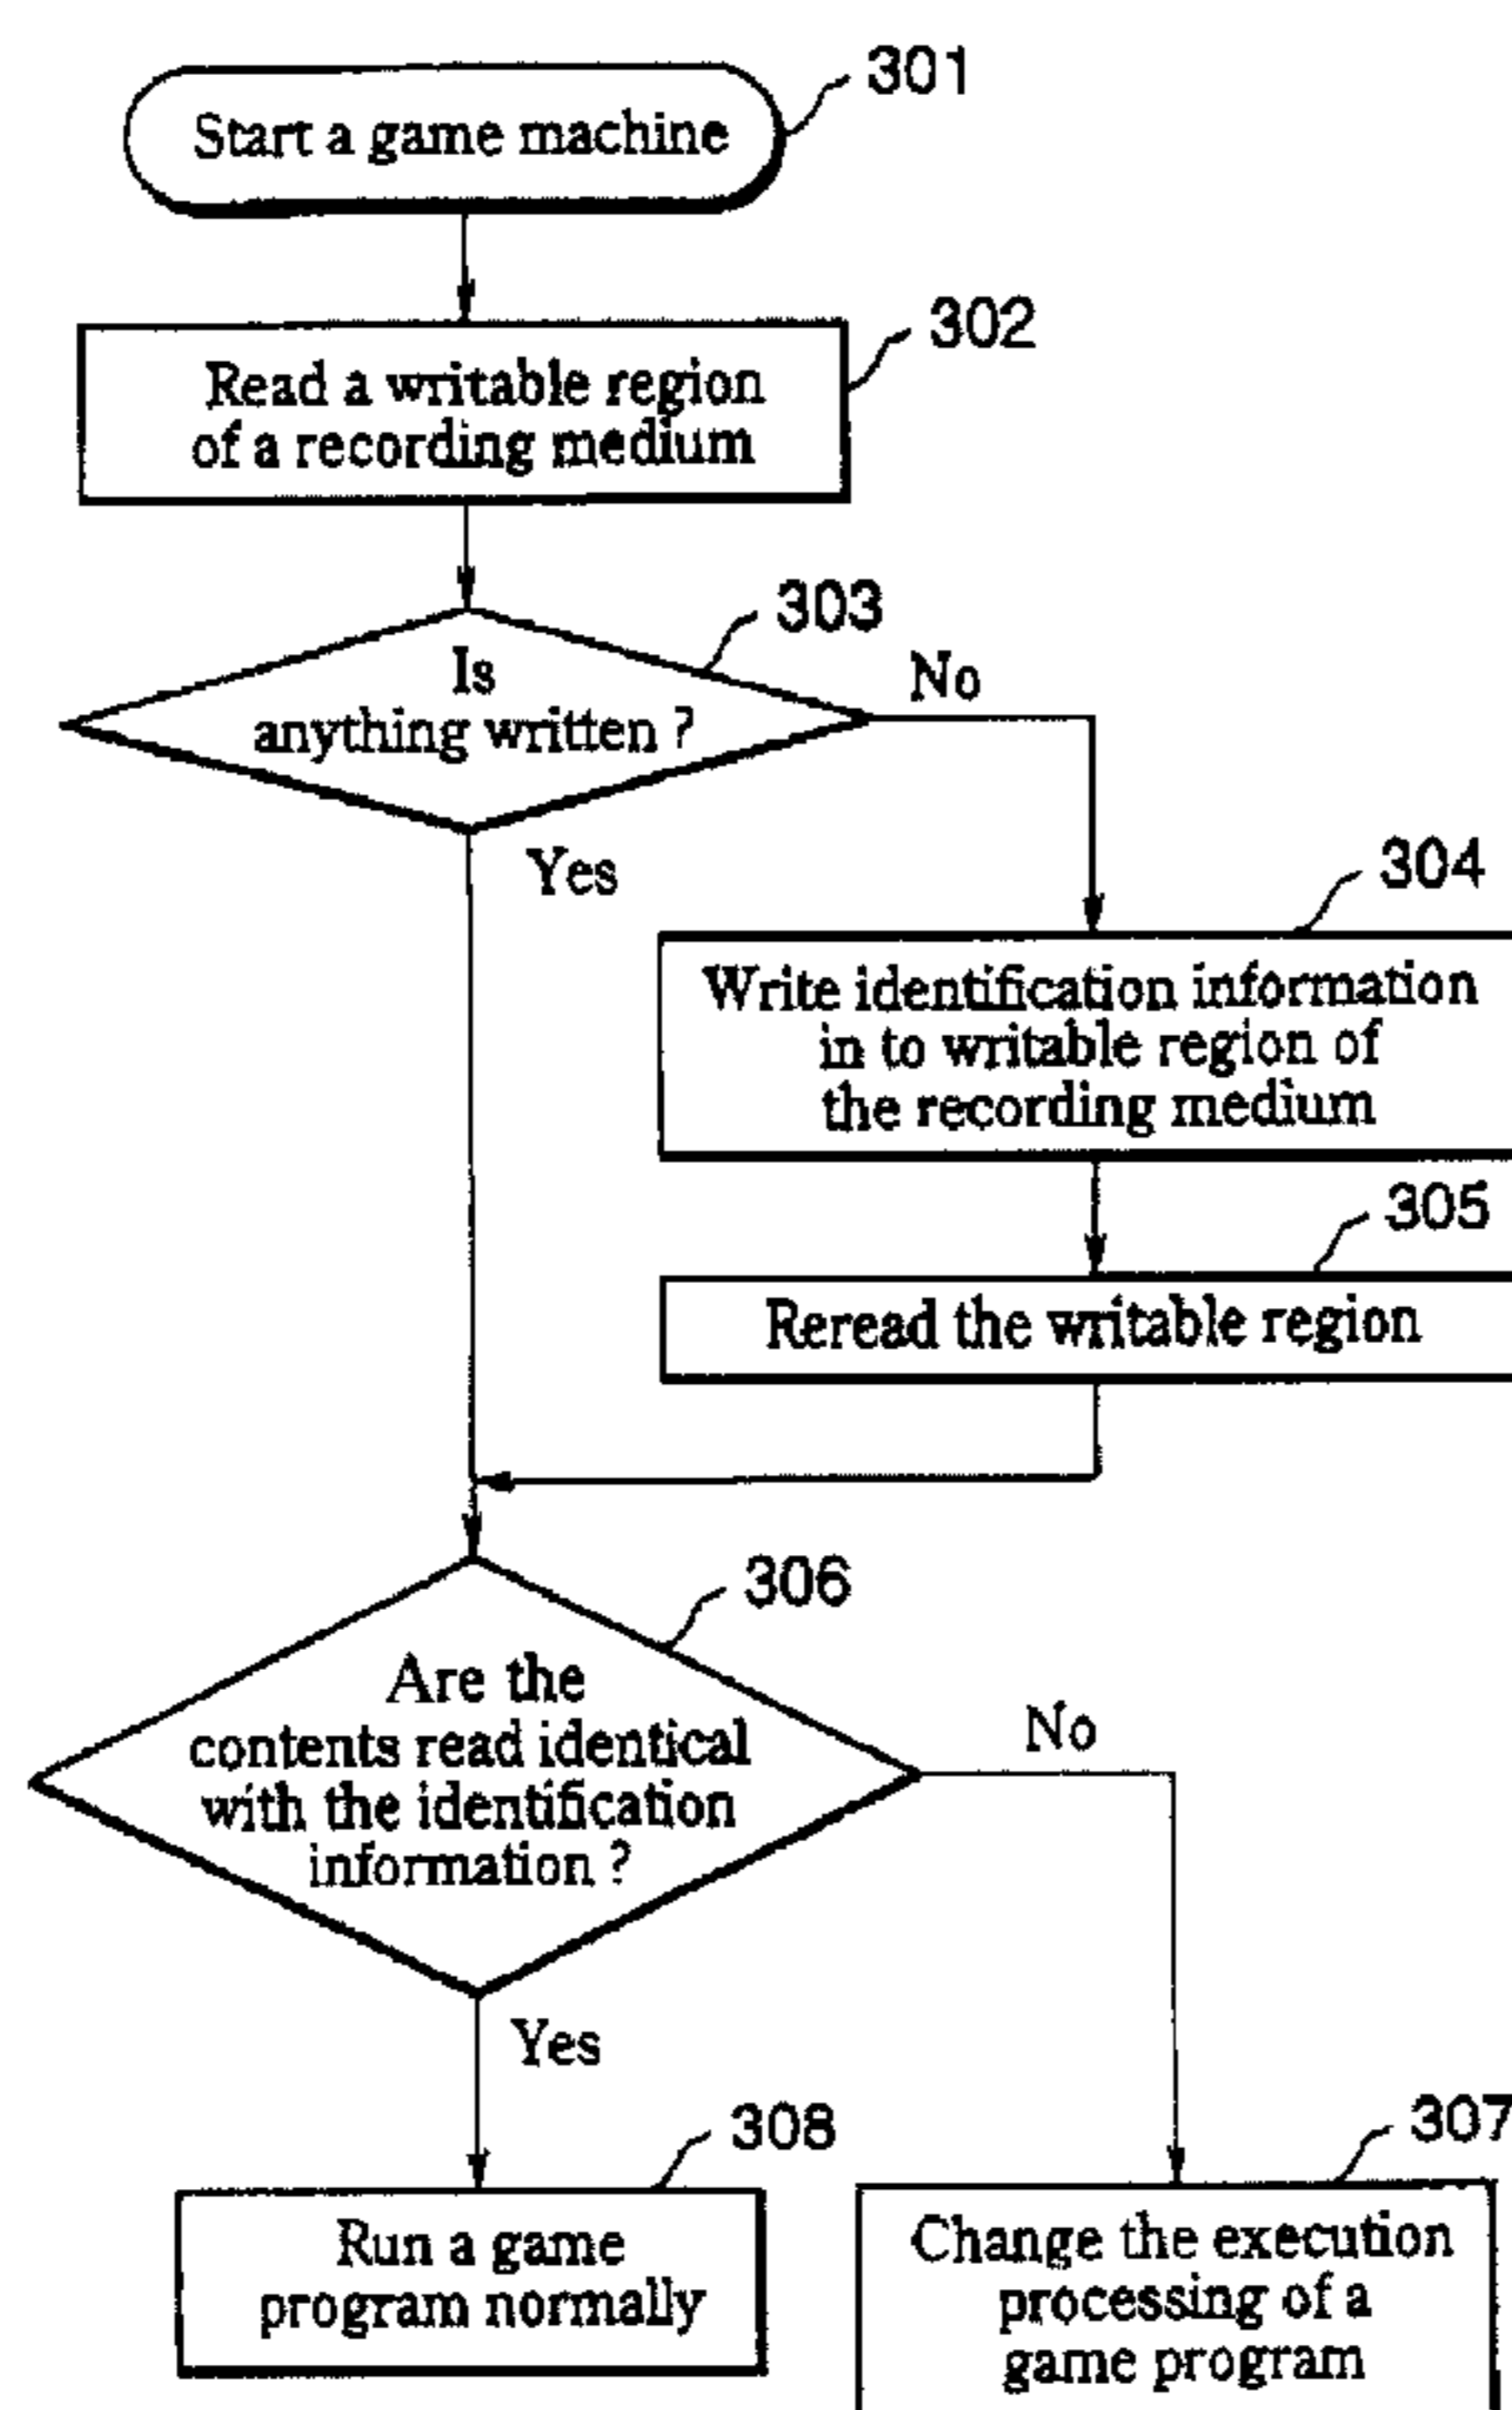 301
Start a game machine
302
Read a writable region
of a recording medium
303
Is
anything written ?
No
Yes
304
Write identification information
in to writable region of
the recording medium
305
Reread the writable region
306
Are the
contents read identical
with the identification
information ?
No
Yes
308
Run a game
program normally
307
Change the execution
processing of a
game program